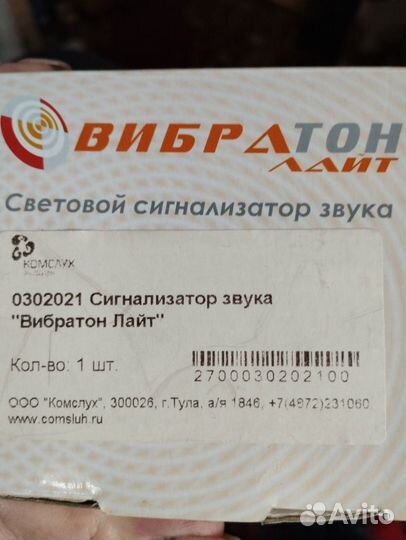 ВИБРАТОН
ЛАЙТ
Световой сигнализатор звука
КОМСЛУХ
0302021 Сигнализатор звука
"Вибратон Лайт"
Кол-во: 1 шт.
2700030202100
ООО "Комслух", 300026, г.Тула, а/я 1846, +7(4872)231060,
www.comsluh.ru
Avito